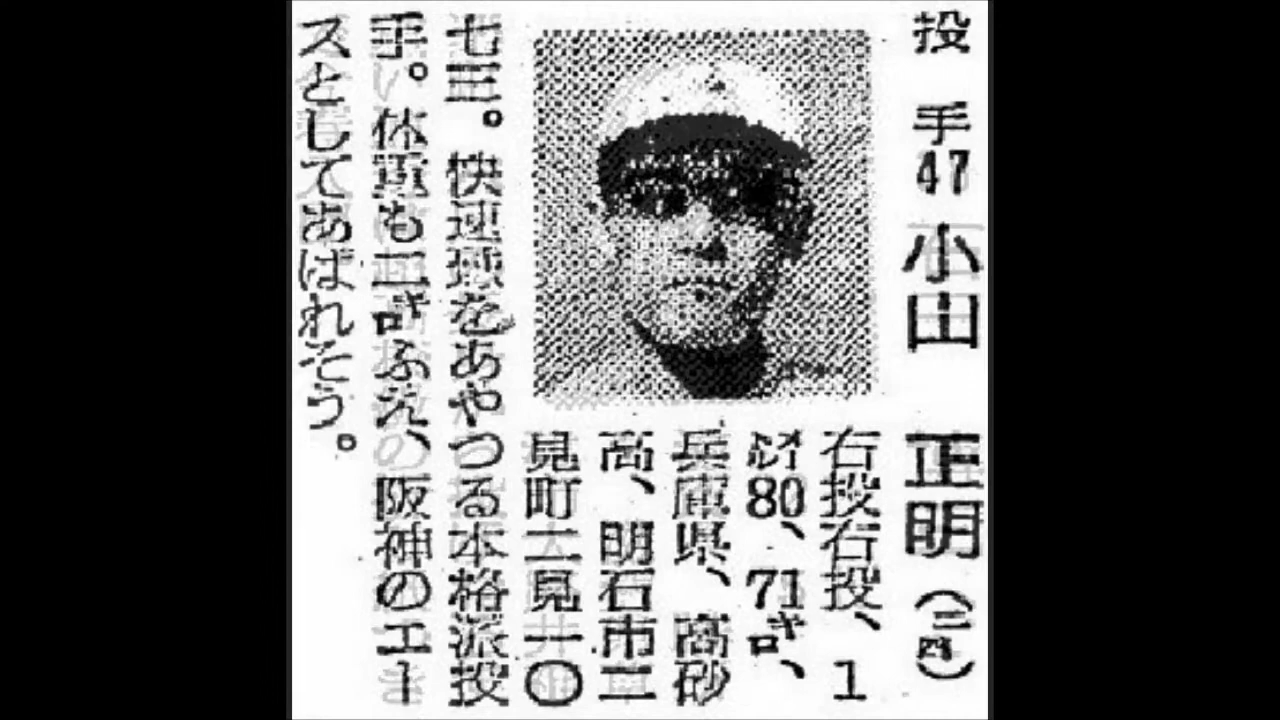 投手47 小山 正明（二四）
右投右投、1
㍍80、71㌔、
兵庫県、高砂
高、明石市二
見町二見一〇
七三。快速球をあやつる本格派投
手。体重も二㌔ふえ、阪神のエー
スとしてあばれそう。